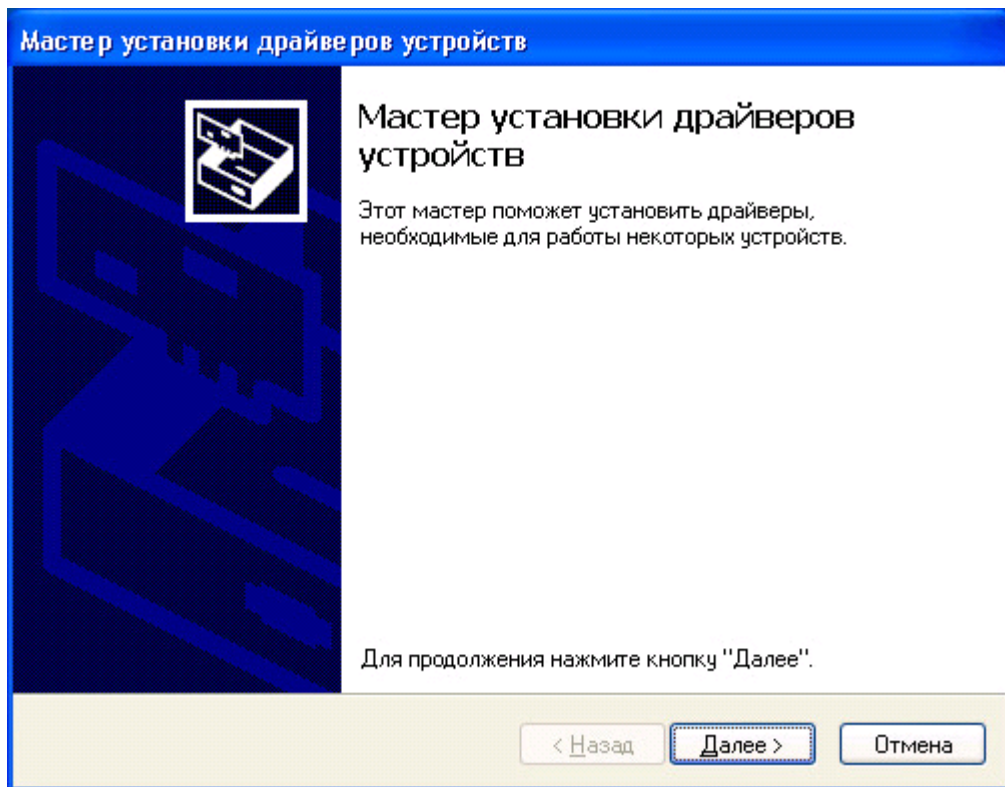 Мастер установки драйверов устройств
Мастер установки драйверов
устройств
Этот мастер поможет установить драйверы,
необходимые для работы некоторых устройств.
Для продолжения нажмите кнопку "Далее".
< Назад Далее > Отмена